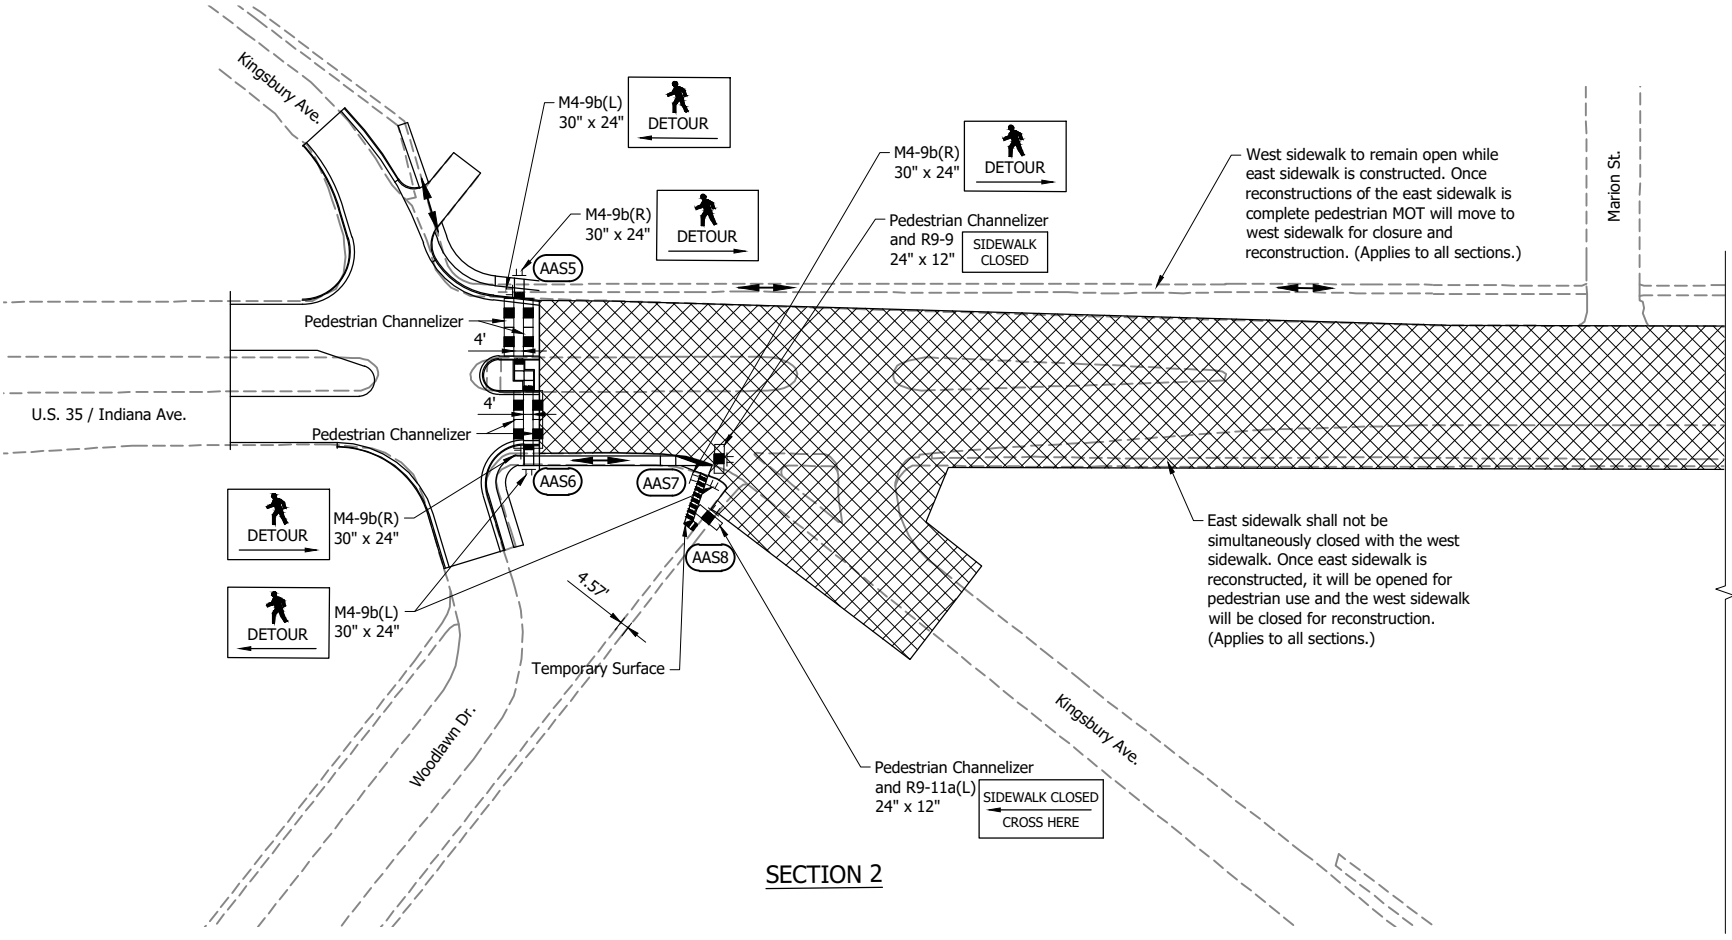 Kingsbury Ave.
M4-9b(L)
30" x 24"
DETOUR
M4-9b(R)
30" x 24"
DETOUR
AAS5
M4-9b(R)
30" x 24"
DETOUR
Pedestrian Channelizer
and R9-9
24" x 12"
SIDEWALK
CLOSED
West sidewalk to remain open while
east sidewalk is constructed. Once
reconstructions of the east sidewalk is
complete pedestrian MOT will move to
west sidewalk for closure and
reconstruction. (Applies to all sections.)
Marion St.
Pedestrian Channelizer
4'
U.S. 35 / Indiana Ave.
4'
Pedestrian Channelizer
AAS6
AAS7
AAS8
DETOUR
M4-9b(R)
30" x 24"
DETOUR
M4-9b(L)
30" x 24"
4.57'
Temporary Surface
Woodlawn Dr.
East sidewalk shall not be
simultaneously closed with the west
sidewalk. Once east sidewalk is
reconstructed, it will be opened for
pedestrian use and the west sidewalk
will be closed for reconstruction.
(Applies to all sections.)
Kingsbury Ave.
Pedestrian Channelizer
and R9-11a(L)
24" x 12"
SIDEWALK CLOSED
CROSS HERE
SECTION 2